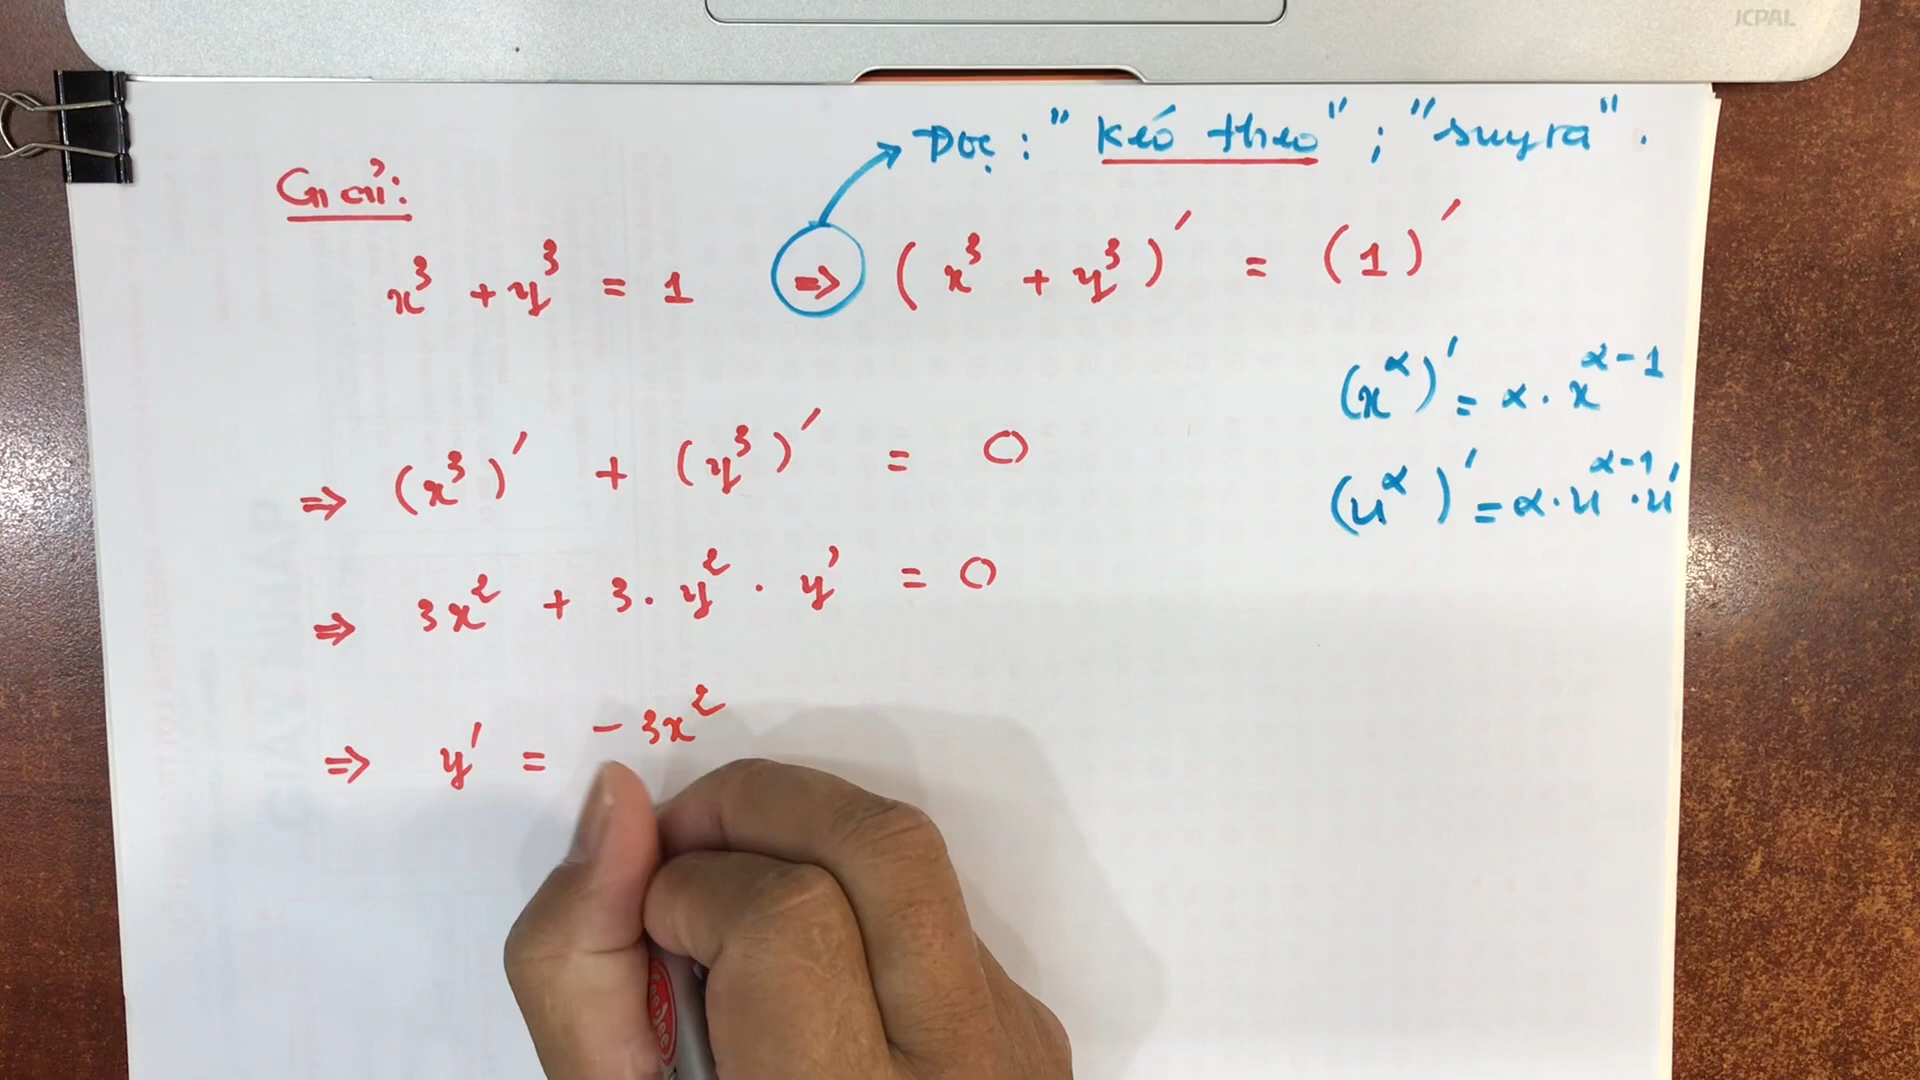 JCPAL
Đọc: "Kéo theo"; "suy ra".
Giải:
x³ + y³ = 1 ⇒ (x³ + y³)' = (1)'
(x^α)' = α · x^(α-1)
⇒ (x³)' + (y³)' = 0
(u^α)' = α · u^(α-1) · u'
⇒ 3x² + 3 · y² · y' = 0
⇒ y' = -3x²